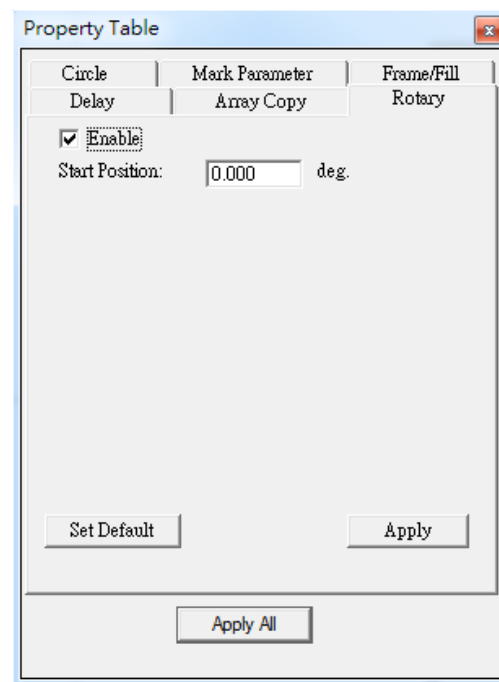 Property Table
Circle Mark Parameter Frame/Fill
Delay Array Copy Rotary
Enable
Start Position: 0.000 deg.
Set Default Apply
Apply All